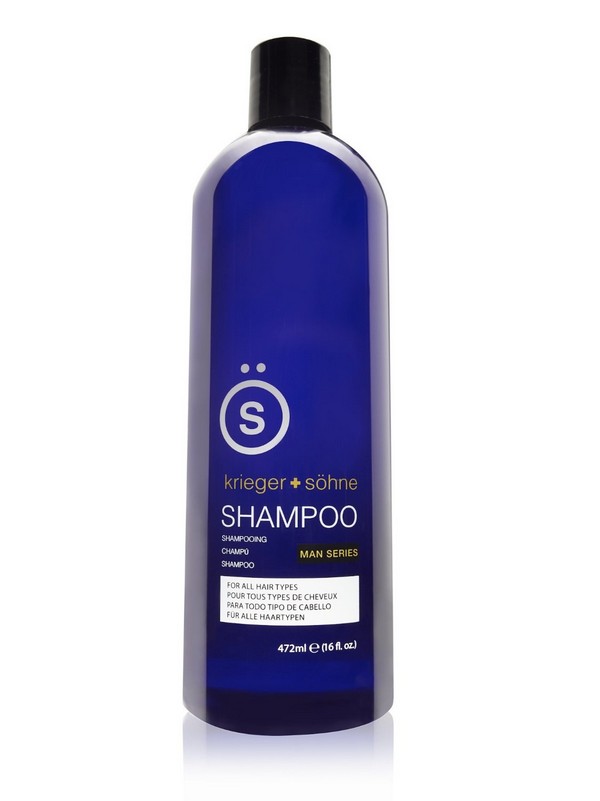 S
krieger + söhne
SHAMPOO
SHAMPOOING
CHAMPÚ
SHAMPOO
MAN SERIES
FOR ALL HAIR TYPES
POUR TOUS TYPES DE CHEVEUX
PARA TODO TIPO DE CABELLO
FÜR ALLE HAARTYPEN
472ml ℮ (16 fl. oz.)